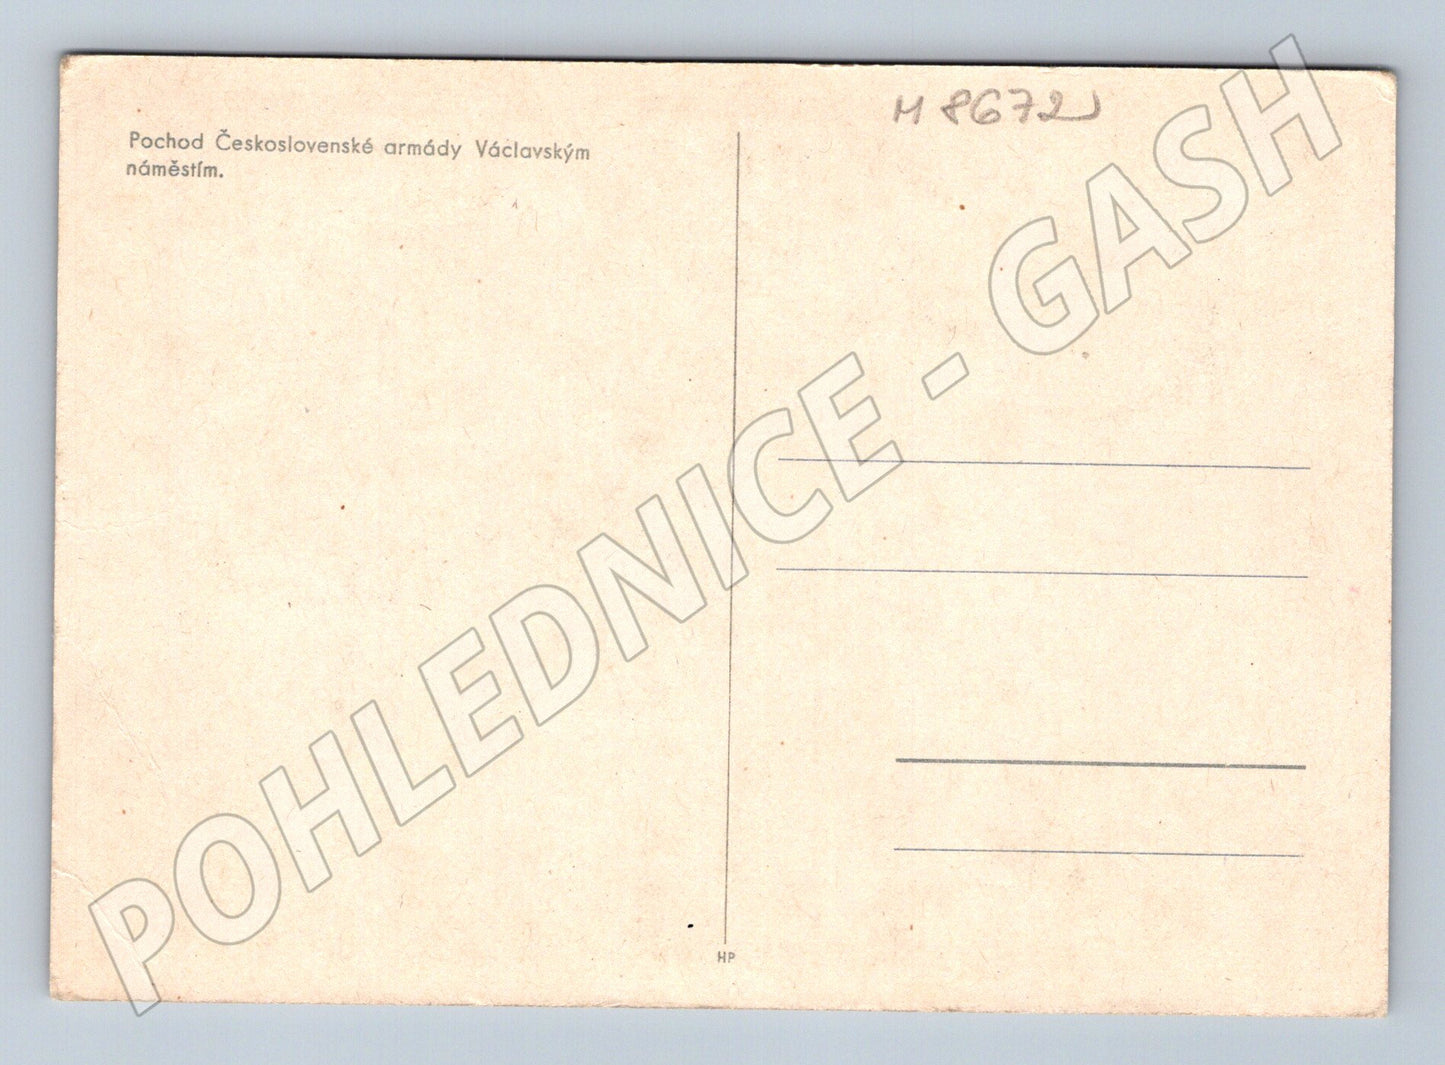 M 8672
Pochod Československé armády Václavským
náměstím.
POHLEDNICE - GASH
HP